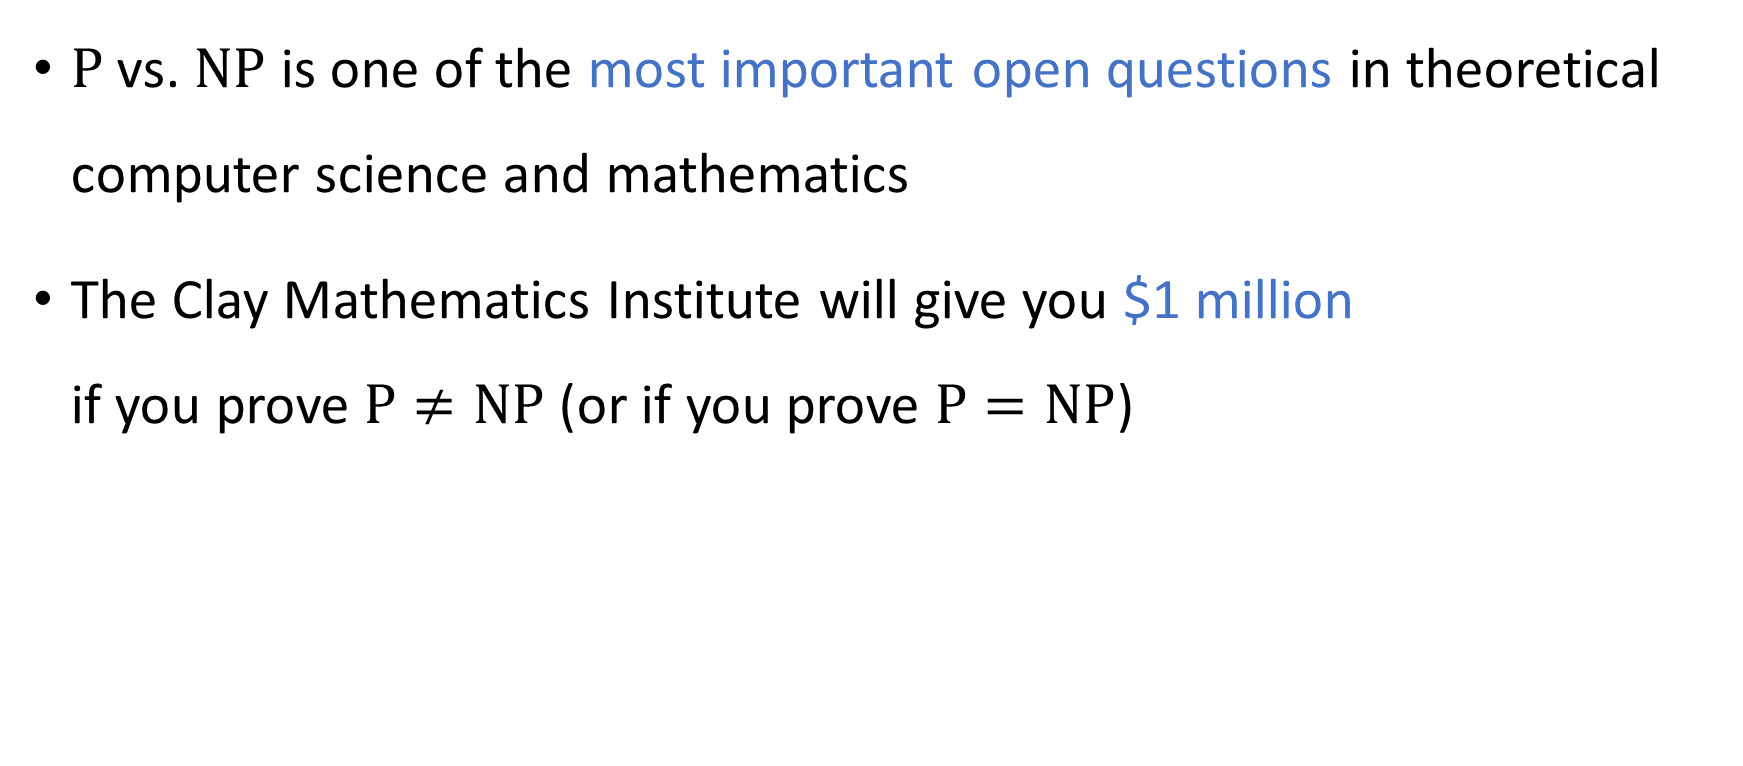 • P vs. NP is one of the most important open questions in theoretical
computer science and mathematics
• The Clay Mathematics Institute will give you $1 million
if you prove P ≠ NP (or if you prove P = NP)